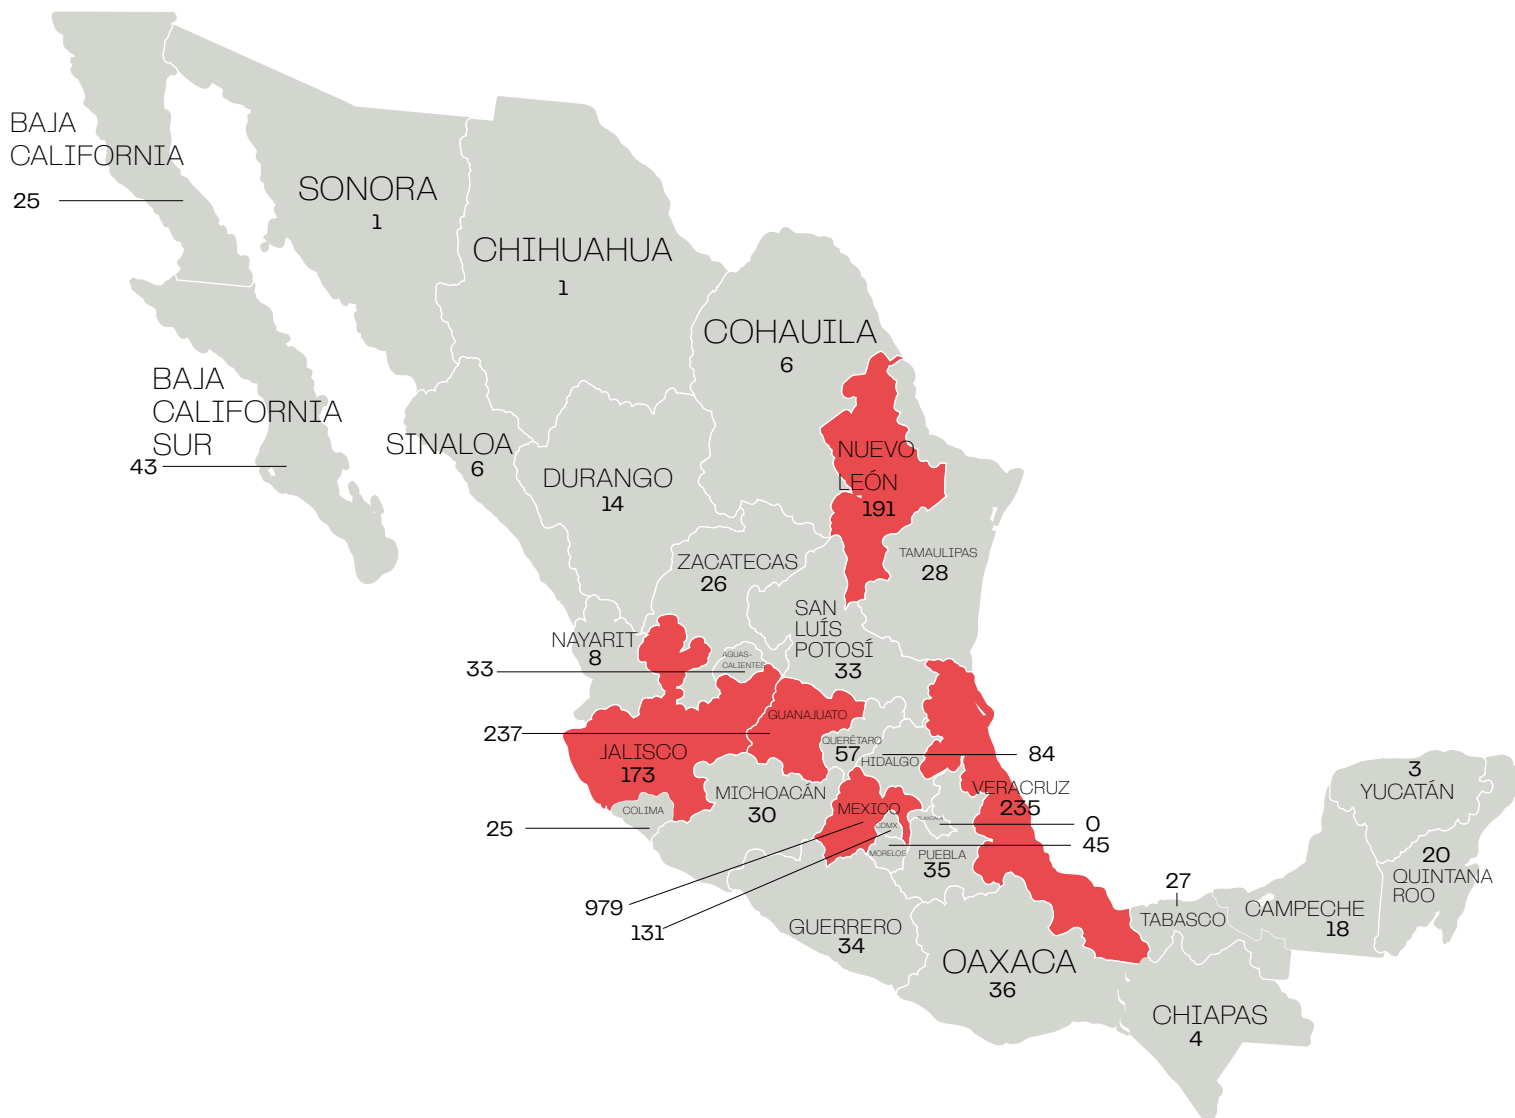 BAJA
CALIFORNIA
25
SONORA
1
CHIHUAHUA
1
COHAUILA
6
BAJA
CALIFORNIA
SUR
43
SINALOA
6
DURANGO
14
NUEVO
LEÓN
191
ZACATECAS
26
TAMAULIPAS
28
SAN
LUÍS
POTOSÍ
33
NAYARIT
8
AGUAS-
CALIENTES
33
GUANAJUATO
237
JALISCO
173
QUERÉTARO
57
HIDALGO
84
MICHOACÁN
30
COLIMA
25
MEXICO
979
CDMX
131
TLAXCALA
0
MORELOS
45
PUEBLA
35
VERACRUZ
235
GUERRERO
34
OAXACA
36
27
TABASCO
CHIAPAS
4
CAMPECHE
18
3
YUCATÁN
20
QUINTANA
ROO